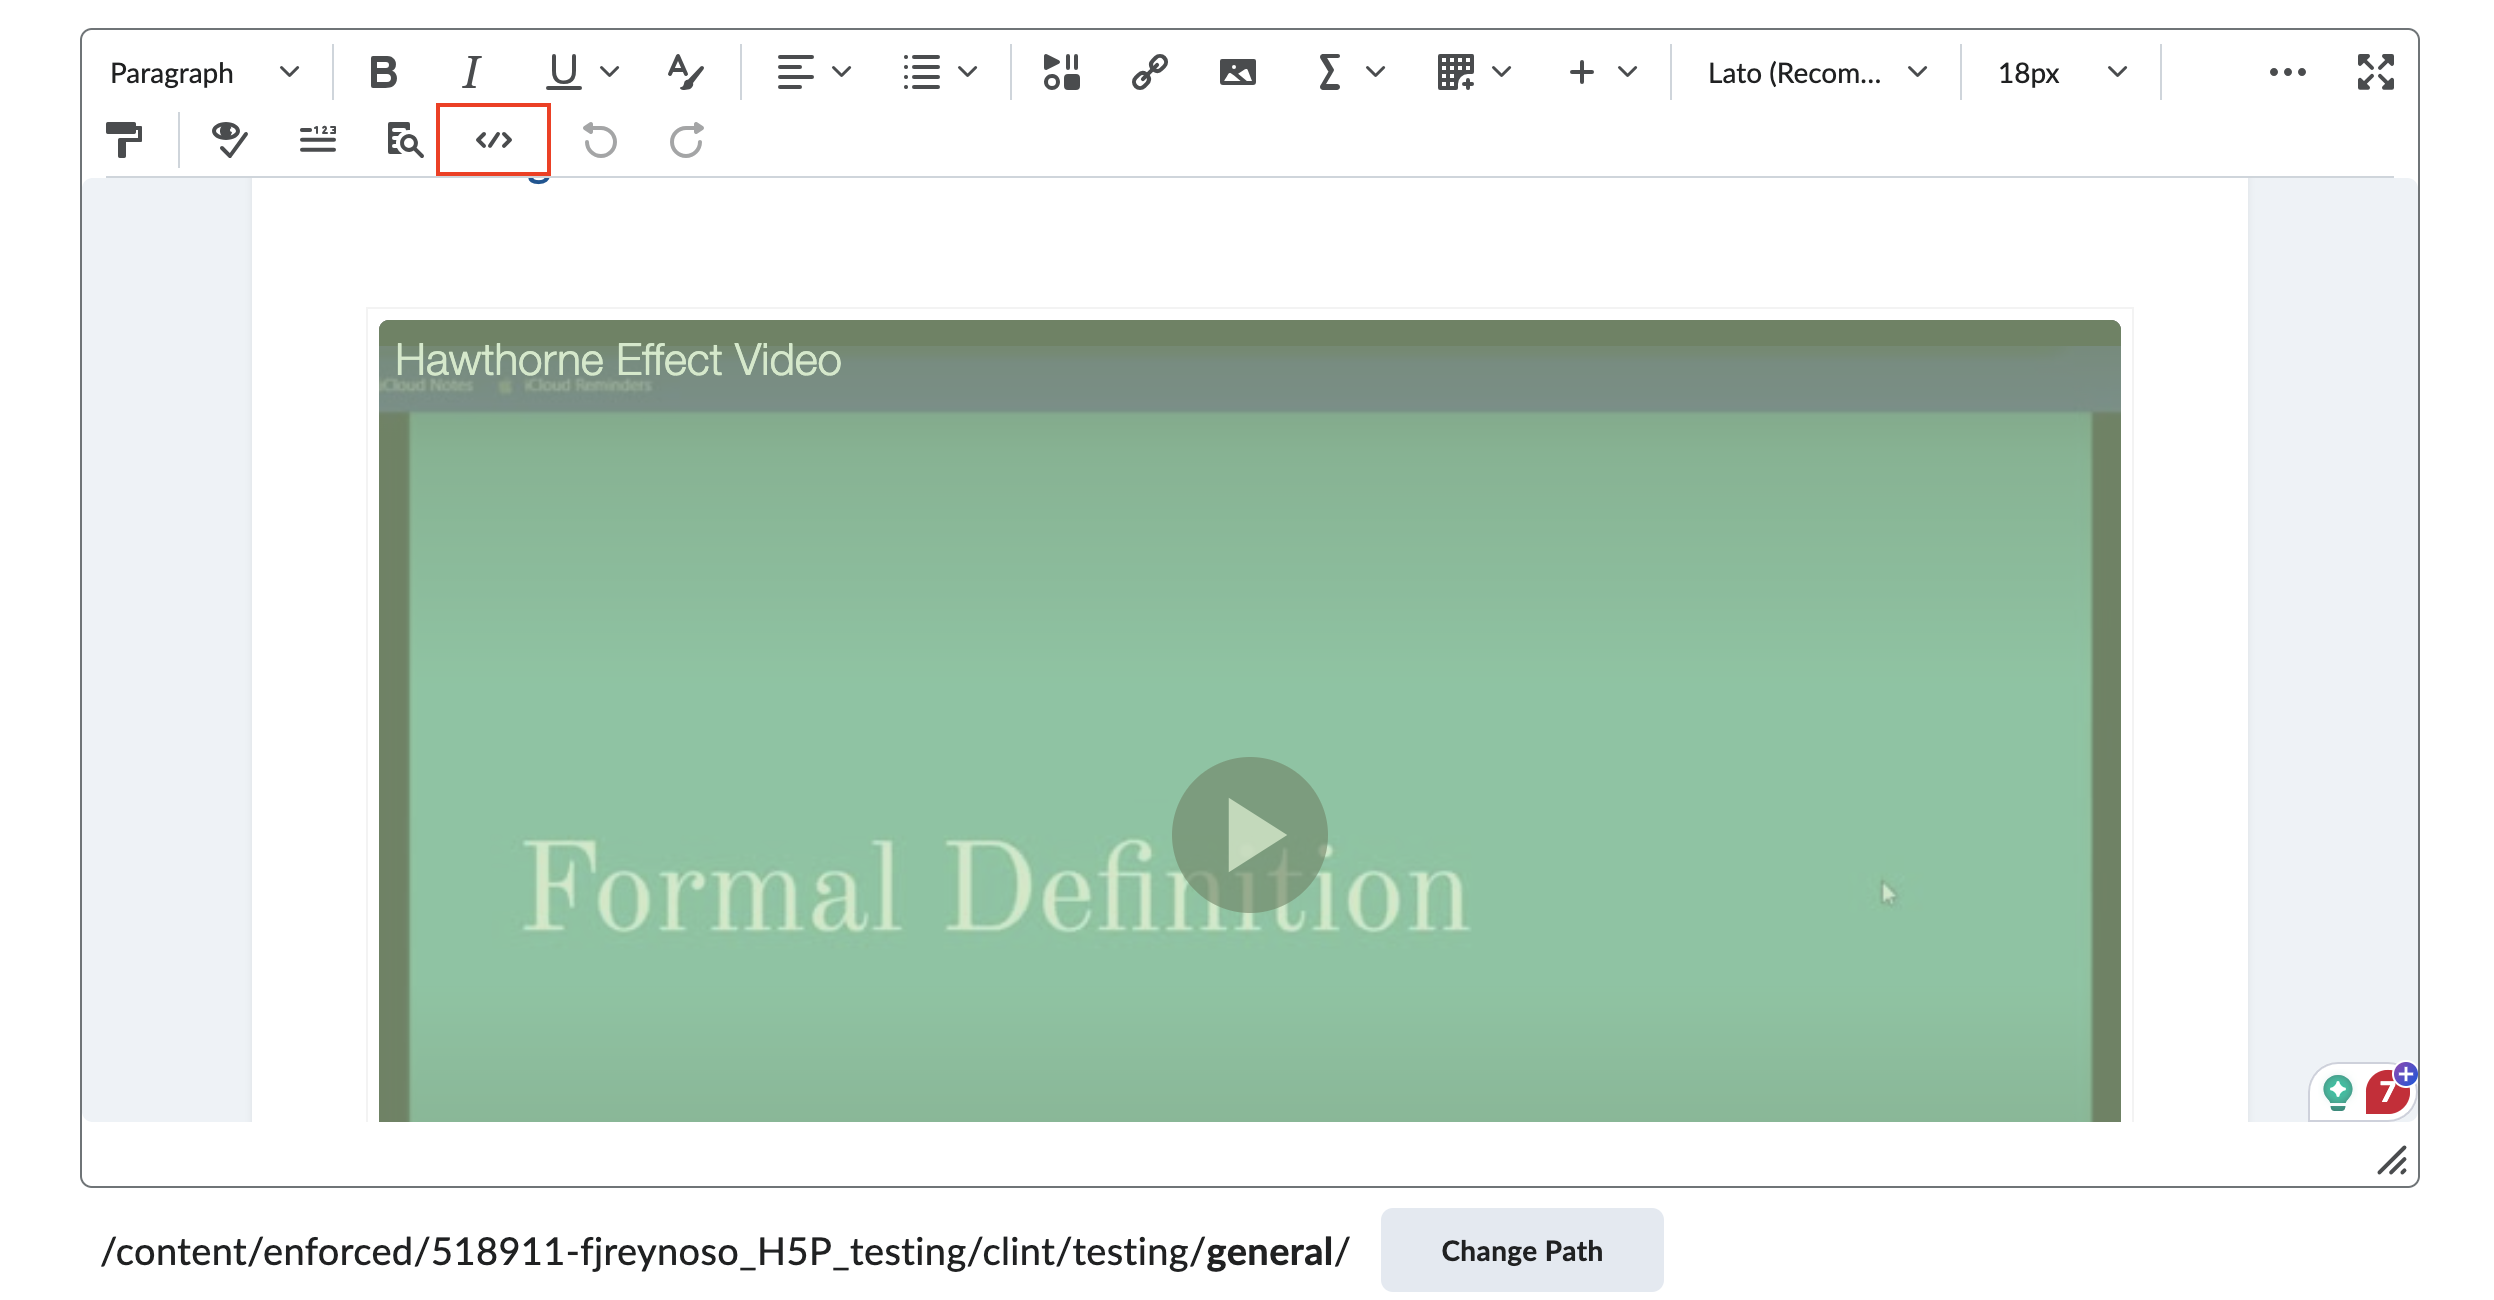 Paragraph B I U A Σ + Lato (Recom... 18px
123 </>
Hawthorne Effect Video
iCloud Notes iCloud Reminders
Formal Definition
7
/content/enforced/518911-fjreynoso_H5P_testing/clint/testing/general/ Change Path